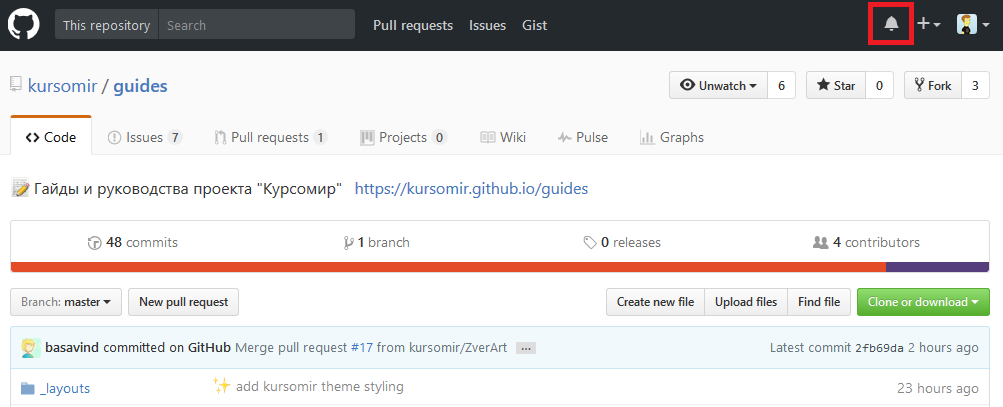 This repository Search Pull requests Issues Gist
kursomir / guides Unwatch 6 Star 0 Fork 3
Code Issues 7 Pull requests 1 Projects 0 Wiki Pulse Graphs
Гайды и руководства проекта "Курсомир" https://kursomir.github.io/guides
48 commits 1 branch 0 releases 4 contributors
Branch: master New pull request Create new file Upload files Find file Clone or download
basavind committed on GitHub Merge pull request #17 from kursomir/ZverArt ... Latest commit 2fb69da 2 hours ago
_layouts add kursomir theme styling 23 hours ago